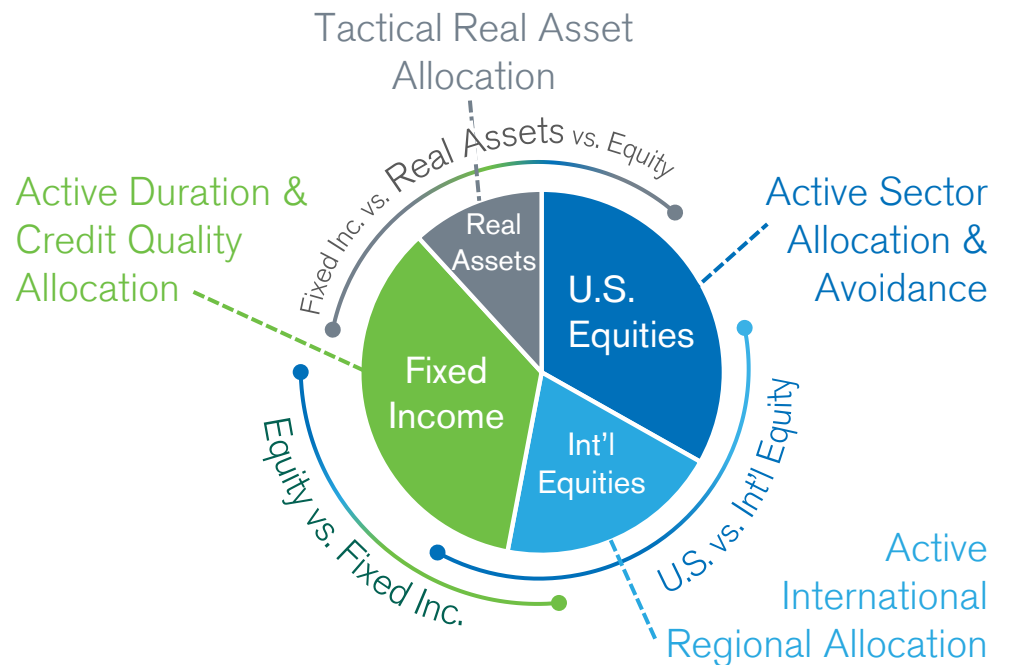 Tactical Real Asset
Allocation
Fixed Inc. vs. Real Assets vs. Equity
Active Duration &
Credit Quality
Allocation
Active Sector
Allocation &
Avoidance
Real
Assets
U.S.
Equities
Fixed
Income
Int'l
Equities
Equity vs. Fixed Inc.
U.S. vs. Int'l Equity
Active
International
Regional Allocation